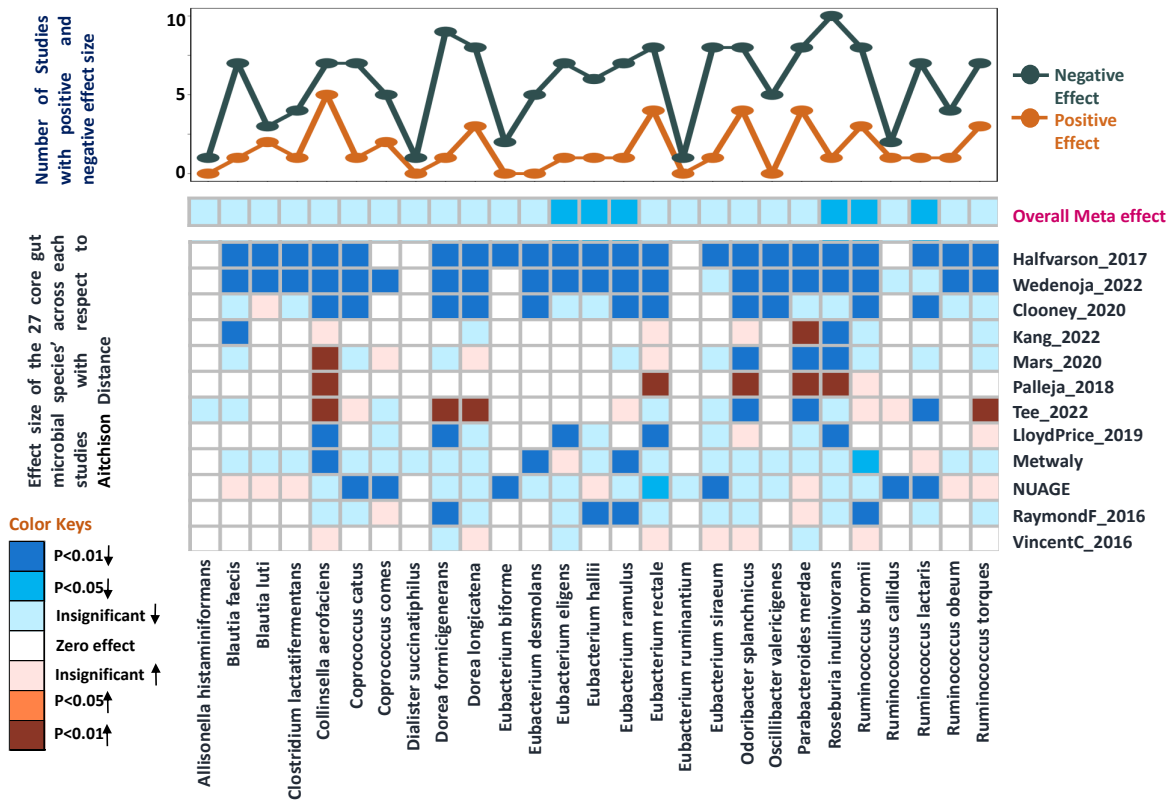 Number of Studies
with positive and
negative effect size
10
5
0
Negative
Effect
Positive
Effect
Overall Meta effect
Effect size of the 27 core gut
microbial species’ across each
studies with respect to
Aitchison Distance
Halfvarson_2017
Wedenoja_2022
Clooney_2020
Kang_2022
Mars_2020
Palleja_2018
Tee_2022
LloydPrice_2019
Metwaly
NUAGE
RaymondF_2016
VincentC_2016
Color Keys
P<0.01↓
P<0.05↓
Insignificant ↓
Zero effect
Insignificant ↑
P<0.05↑
P<0.01↑
Allisonella histaminiformans
Blautia faecis
Blautia luti
Clostridium lactatifermentans
Collinsella aerofaciens
Coprococcus catus
Coprococcus comes
Dialister succinatiphilus
Dorea formicigenerans
Dorea longicatena
Eubacterium biforme
Eubacterium desmolans
Eubacterium eligens
Eubacterium hallii
Eubacterium ramulus
Eubacterium rectale
Eubacterium ruminantium
Eubacterium siraeum
Odoribacter splanchnicus
Oscillibacter valericigenes
Parabacteroides merdae
Roseburia inulinivorans
Ruminococcus bromii
Ruminococcus callidus
Ruminococcus lactaris
Ruminococcus obeum
Ruminococcus torques